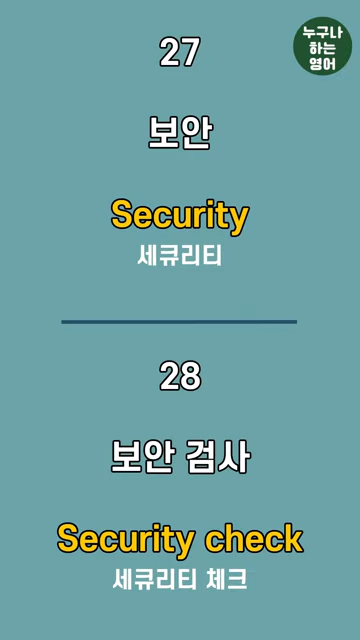 누구나
하는
영어
27
보안
Security
세큐리티
28
보안 검사
Security check
세큐리티 체크